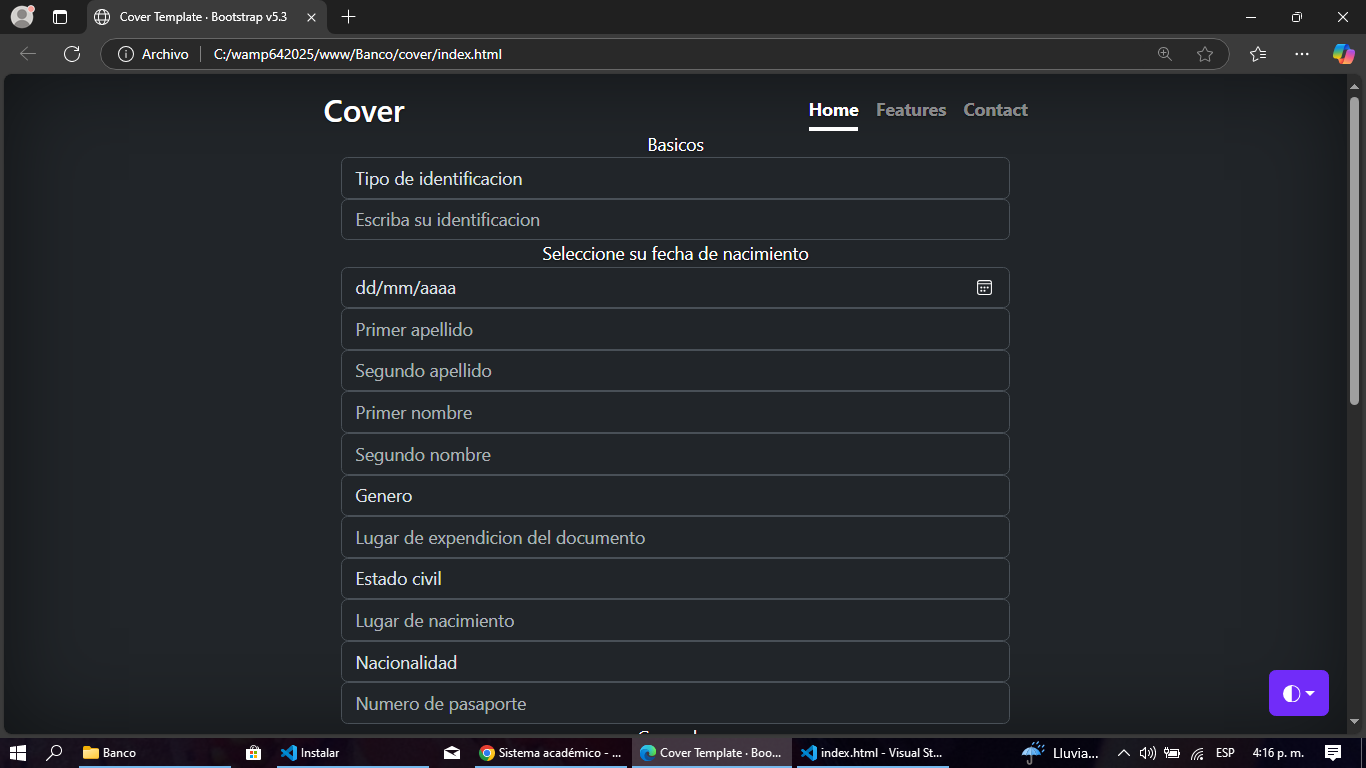 Cover Template · Bootstrap v5.3
Archivo C:/wamp642025/www/Banco/cover/index.html
Cover Home Features Contact
Basicos
Tipo de identificacion
Escriba su identificacion
Seleccione su fecha de nacimiento
dd/mm/aaaa
Primer apellido
Segundo apellido
Primer nombre
Segundo nombre
Genero
Lugar de expendicion del documento
Estado civil
Lugar de nacimiento
Nacionalidad
Numero de pasaporte
Banco Instalar Sistema académico - ... Cover Template · Boo... index.html - Visual St... Lluvia... ESP 4:16 p. m.